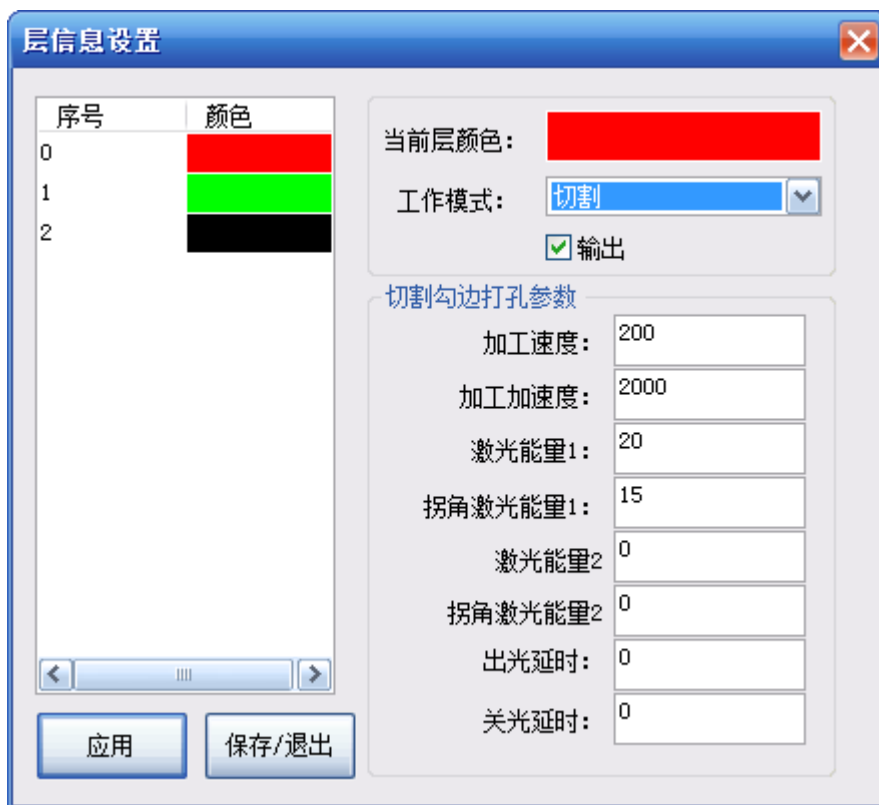 层信息设置
序号 颜色
0
1
2
应用
保存/退出
当前层颜色：
工作模式： 切割
输出
切割勾边打孔参数
加工速度： 200
加工加速度： 2000
激光能量1： 20
拐角激光能量1： 15
激光能量2 0
拐角激光能量2 0
出光延时： 0
关光延时： 0